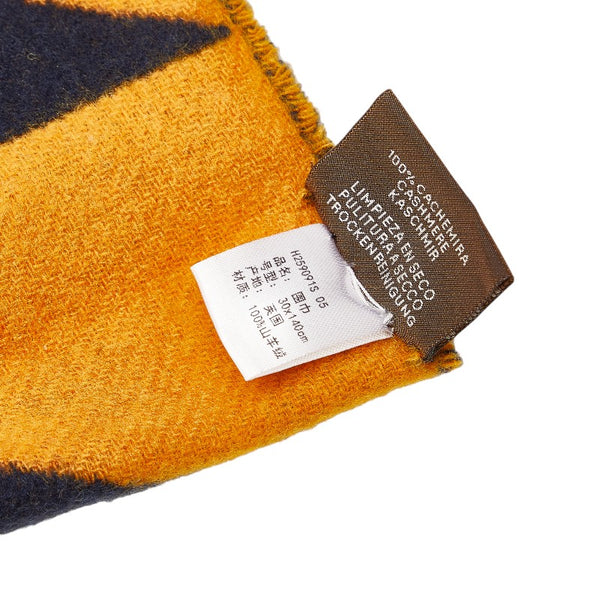 100% CACHEMIRA
CASHMERE
KASCHMIR
LIMPIEZA EN SECO
PULITURA A SECCO
TROCKENREINIGUNG
H259091S 05
品名: 围巾
号型: 30x140cm
产地: 英国
材质: 100%山羊绒